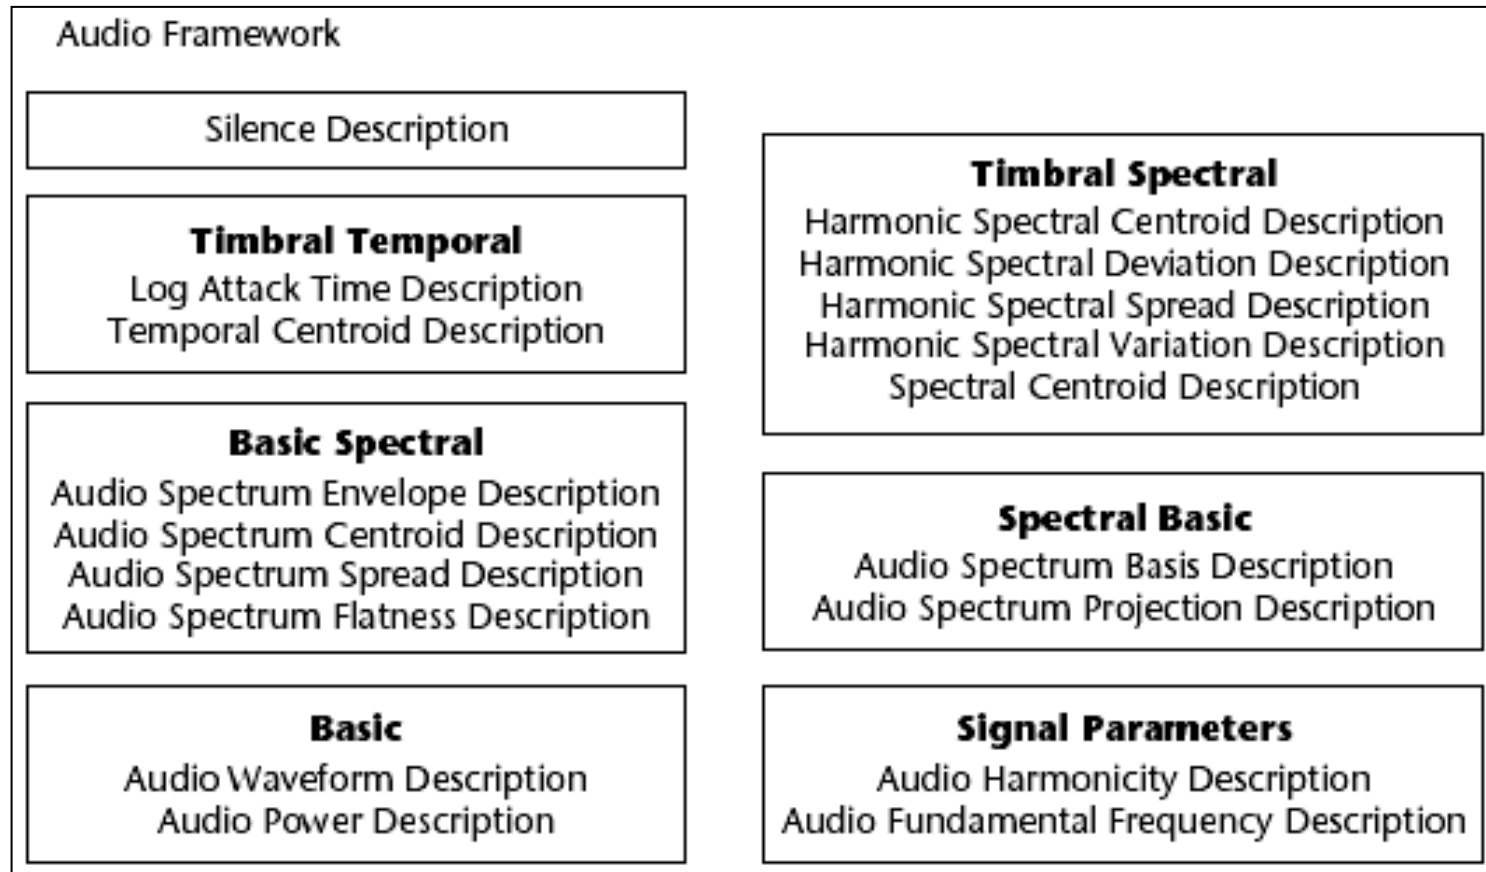 Audio Framework
Silence Description
Timbral Temporal
Log Attack Time Description
Temporal Centroid Description
Basic Spectral
Audio Spectrum Envelope Description
Audio Spectrum Centroid Description
Audio Spectrum Spread Description
Audio Spectrum Flatness Description
Basic
Audio Waveform Description
Audio Power Description
Timbral Spectral
Harmonic Spectral Centroid Description
Harmonic Spectral Deviation Description
Harmonic Spectral Spread Description
Harmonic Spectral Variation Description
Spectral Centroid Description
Spectral Basic
Audio Spectrum Basis Description
Audio Spectrum Projection Description
Signal Parameters
Audio Harmonicity Description
Audio Fundamental Frequency Description